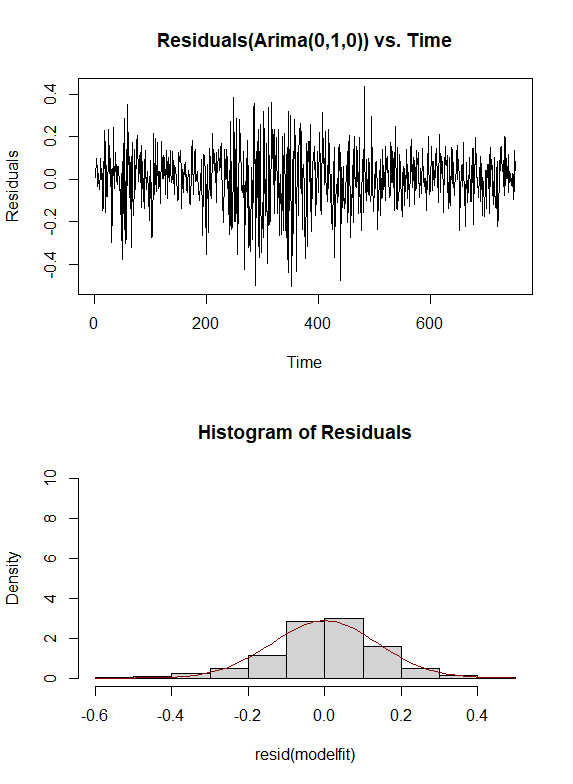 Residuals(Arima(0,1,0)) vs. Time
Residuals
0.4
0.2
0.0
-0.2
-0.4
0 200 400 600
Time
Histogram of Residuals
Density
10
8
6
4
2
0
-0.6 -0.4 -0.2 0.0 0.2 0.4
resid(modelfit)